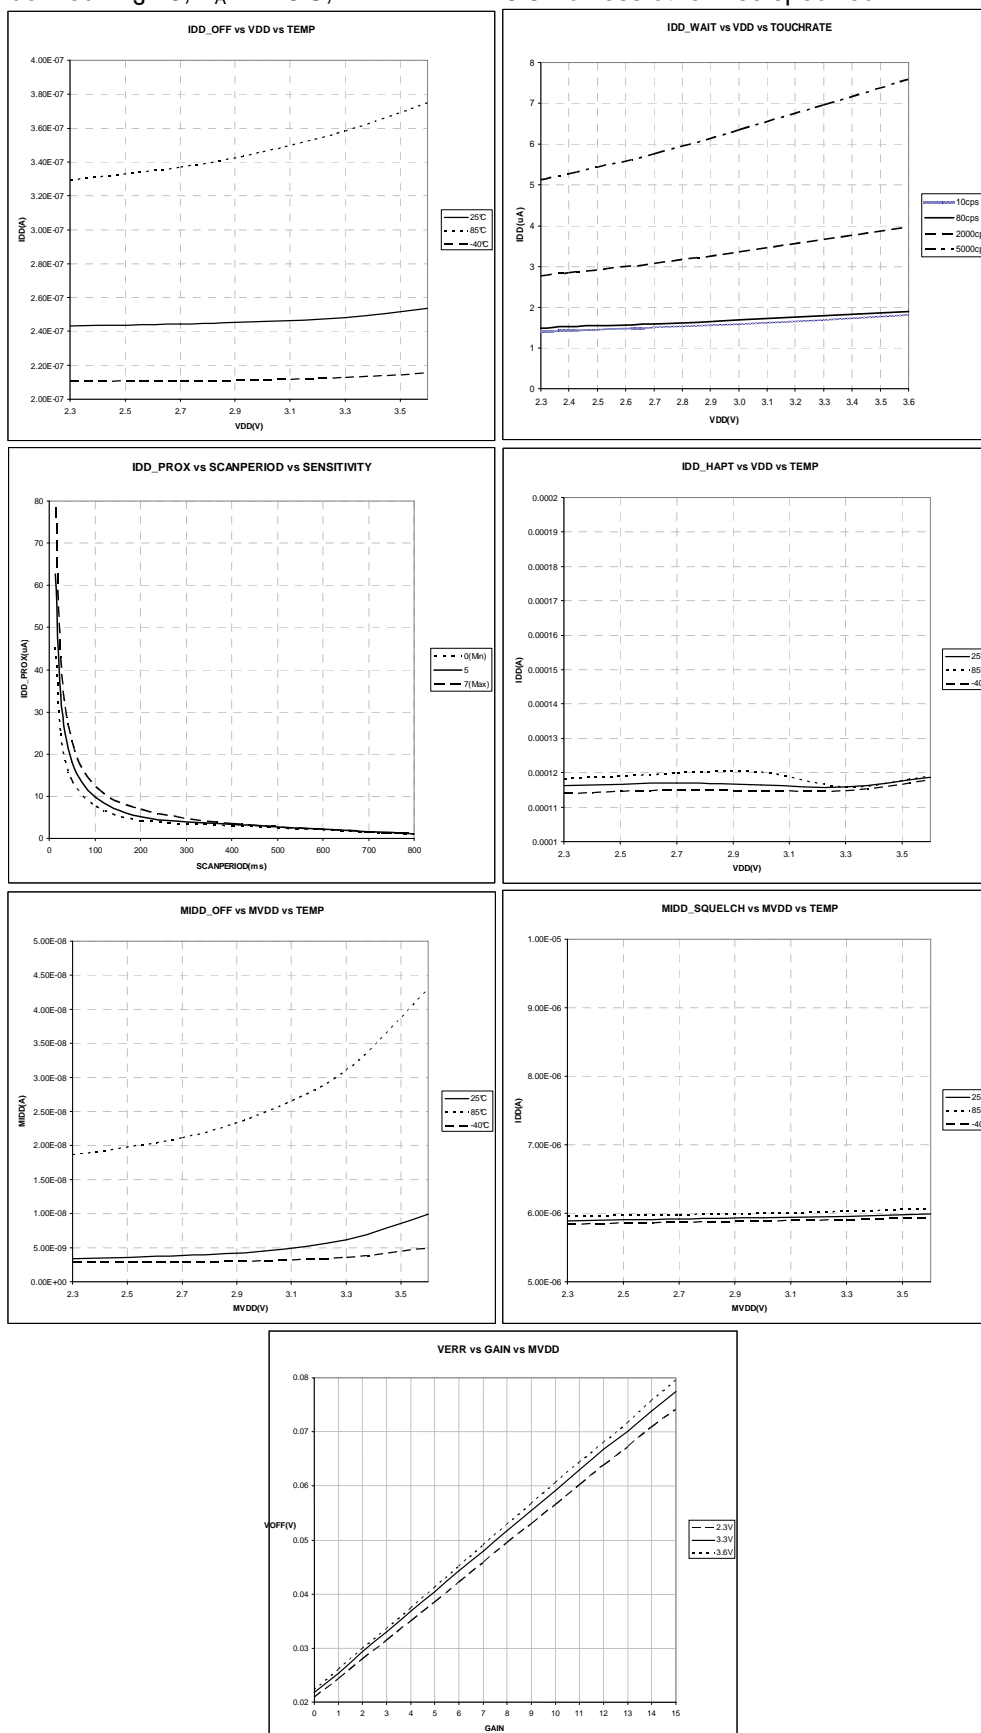 IDD_OFF vs VDD vs TEMP
4.00E-07
3.80E-07
3.60E-07
3.40E-07
3.20E-07
3.00E-07
2.80E-07
2.60E-07
2.40E-07
2.20E-07
2.00E-07
IDD(A)
2.3 2.5 2.7 2.9 3.1 3.3 3.5
VDD(V)
25℃
85℃
-40℃
IDD_WAIT vs VDD vs TOUCHRATE
8
7
6
5
4
3
2
1
0
IDD(uA)
2.3 2.4 2.5 2.6 2.7 2.8 2.9 3.0 3.1 3.2 3.3 3.4 3.5 3.6
VDD(V)
10cps
80cps
2000cp
5000cp
IDD_PROX vs SCANPERIOD vs SENSITIVITY
80
70
60
50
40
30
20
10
0
IDD_PROX(uA)
0 100 200 300 400 500 600 700 800
SCANPERIOD(ms)
0(Min)
5
7(Max)
IDD_HAPT vs VDD vs TEMP
0.0002
0.00019
0.00018
0.00017
0.00016
0.00015
0.00014
0.00013
0.00012
0.00011
0.0001
IDD(A)
2.3 2.5 2.7 2.9 3.1 3.3 3.5
VDD(V)
25
85
-40
MIDD_OFF vs MVDD vs TEMP
5.00E-08
4.50E-08
4.00E-08
3.50E-08
3.00E-08
2.50E-08
2.00E-08
1.50E-08
1.00E-08
5.00E-09
0.00E+00
MIDD(A)
2.3 2.5 2.7 2.9 3.1 3.3 3.5
MVDD(V)
25℃
85℃
-40℃
MIDD_SQUELCH vs MVDD vs TEMP
1.00E-05
9.00E-06
8.00E-06
7.00E-06
6.00E-06
5.00E-06
IDD(A)
2.3 2.5 2.7 2.9 3.1 3.3 3.5
MVDD(V)
25
85
-40
VERR vs GAIN vs MVDD
0.08
0.07
0.06
0.05
0.04
0.03
0.02
VOFF(V)
0 1 2 3 4 5 6 7 8 9 10 11 12 13 14 15
GAIN
2.3V
3.3V
3.6V